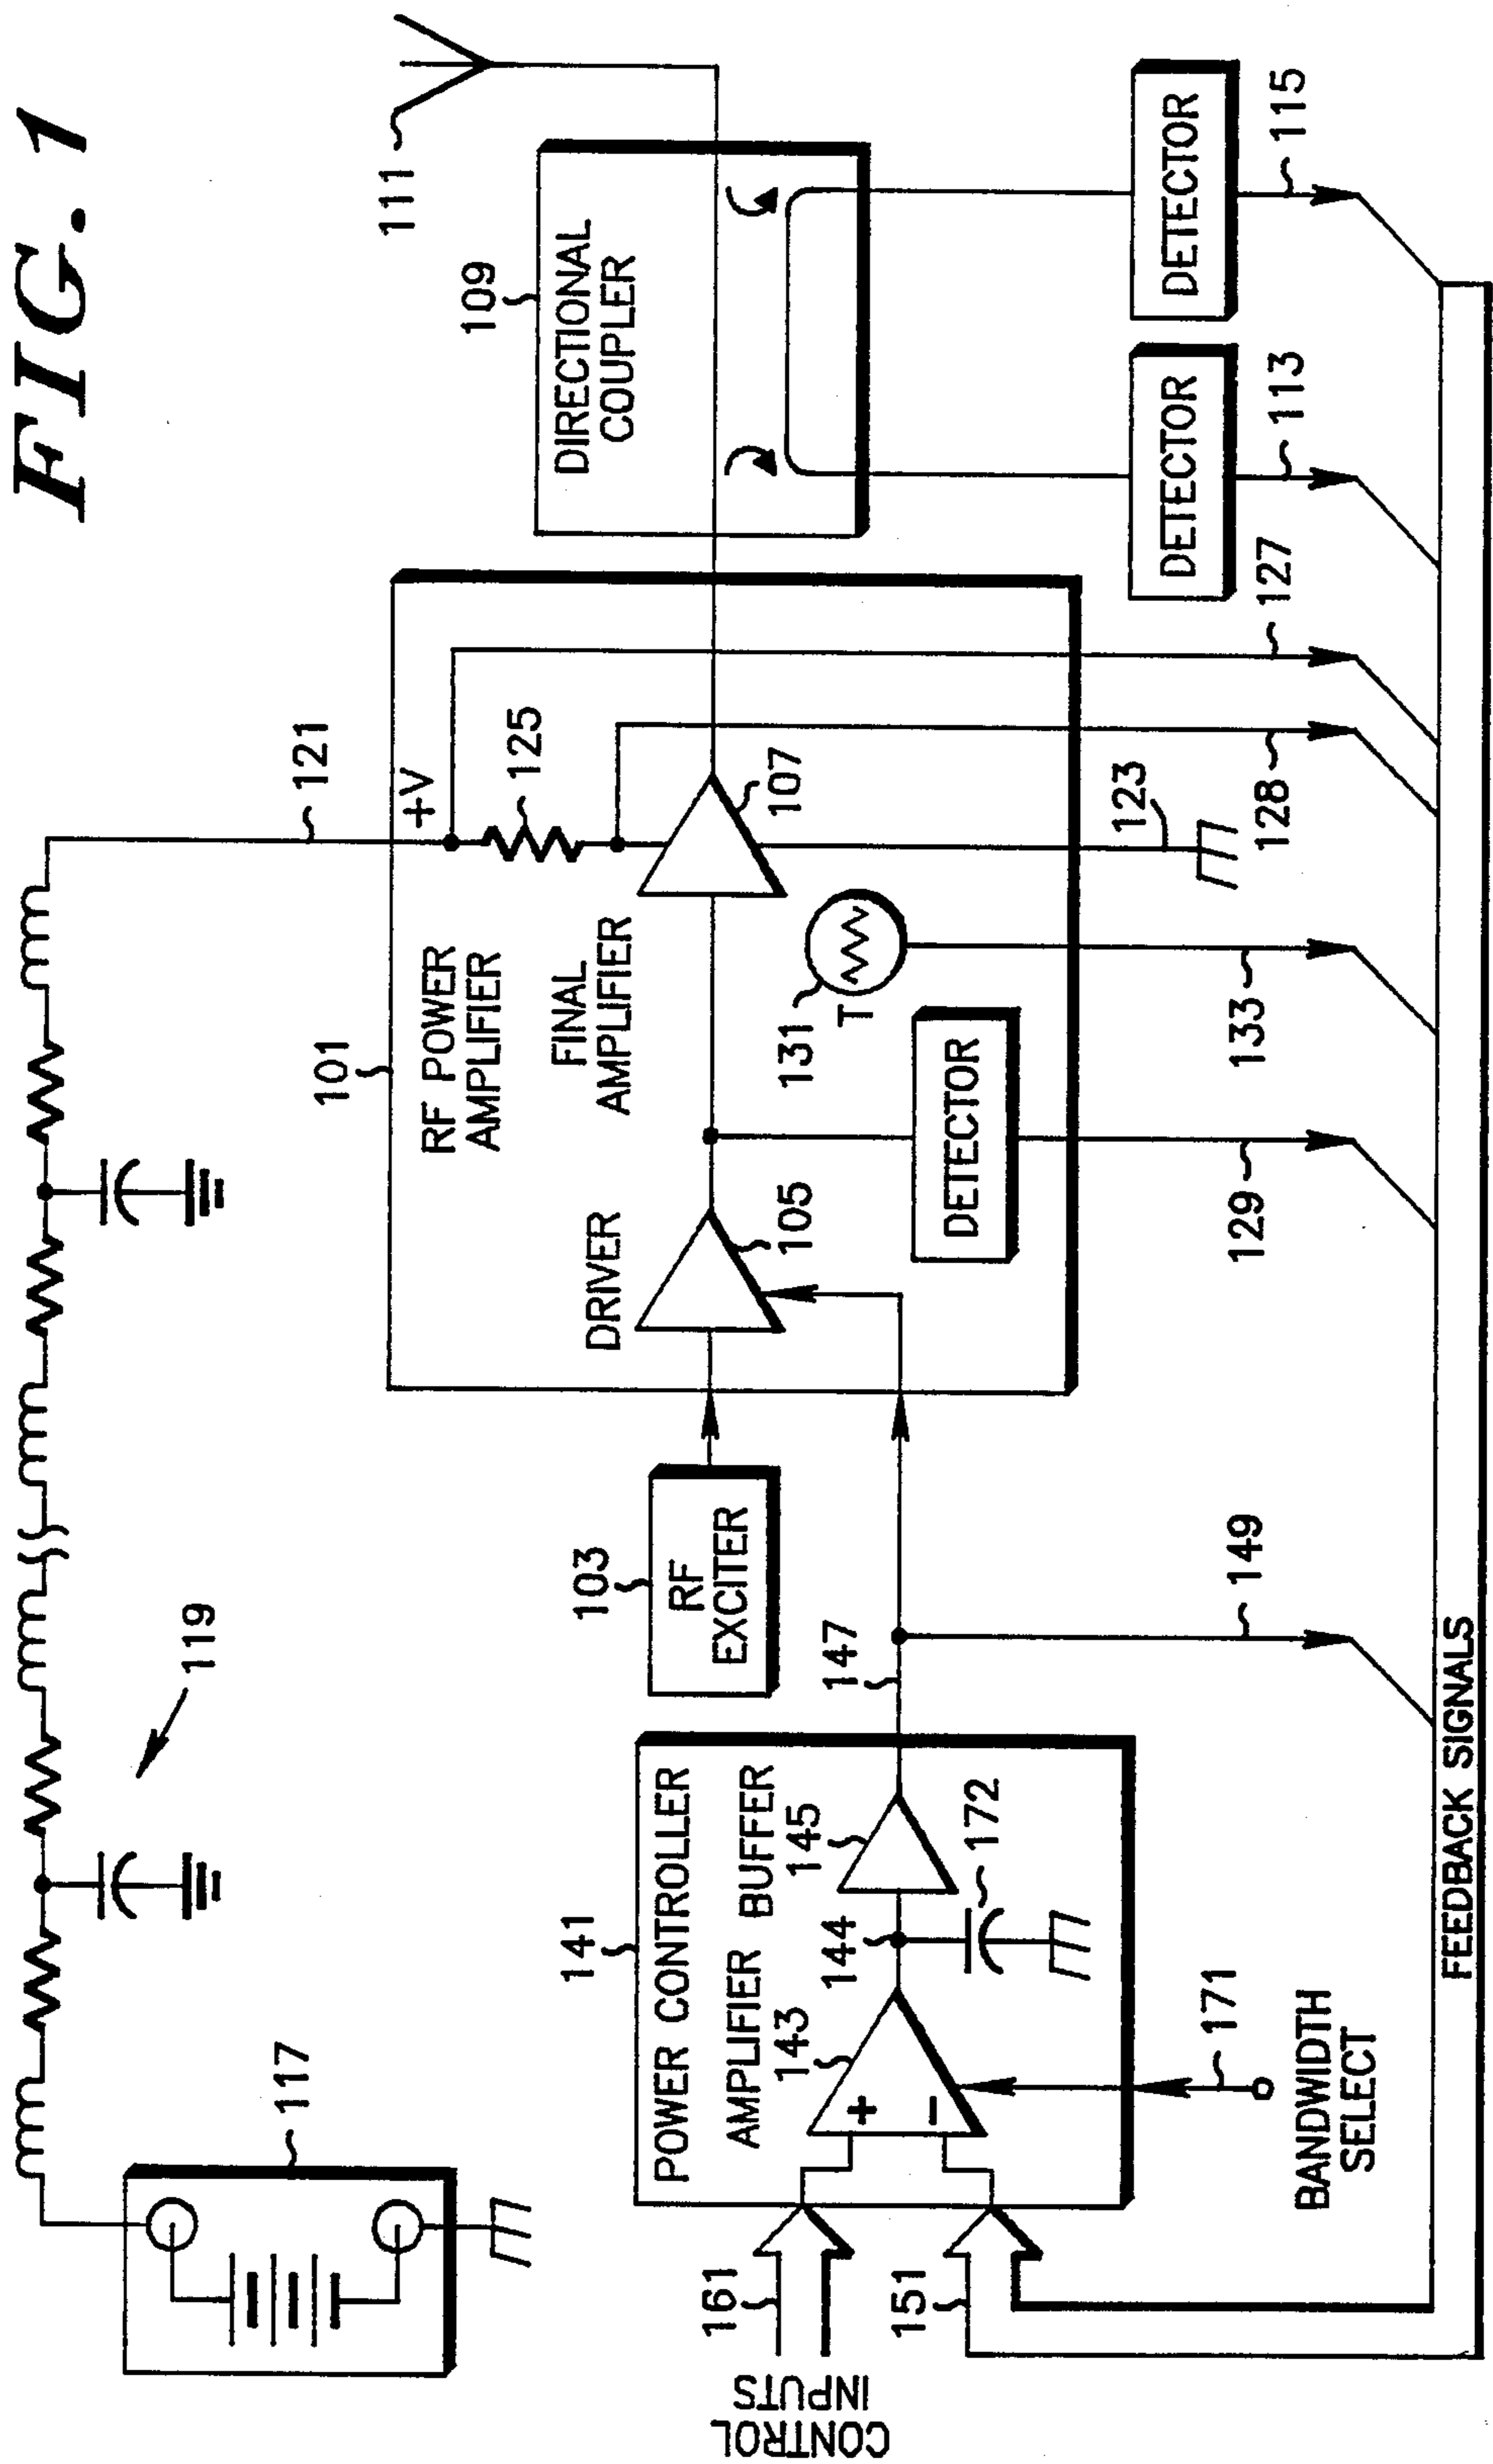 FIG. 1
119
121
117
101
RF POWER
AMPLIFIER
+V
125
111
109
DIRECTIONAL
COUPLER
103
RF
EXCITER
DRIVER
105
FINAL
AMPLIFIER
107
131
T
DETECTOR
123
141
POWER CONTROLLER
AMPLIFIER
143
BUFFER
145
144
172
147
+
−
CONTROL
INPUTS
161
151
171
BANDWIDTH
SELECT
149
129
133
128
127
DETECTOR
113
DETECTOR
115
FEEDBACK SIGNALS